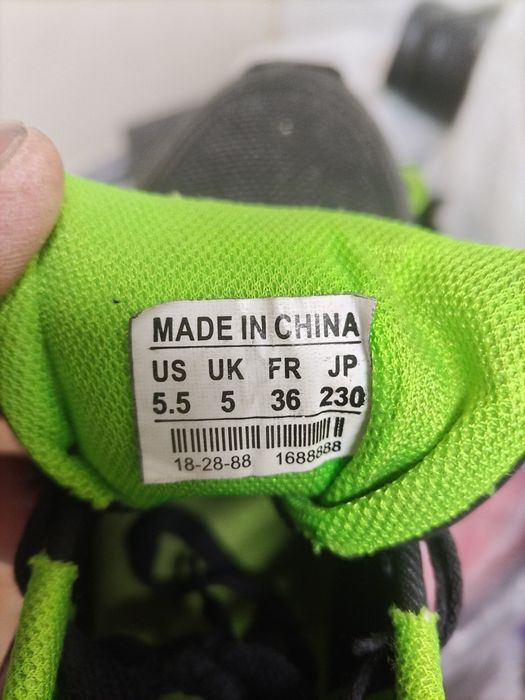 MADE IN CHINA
US UK FR JP
5.5 5 36 230
18-28-88 1688888